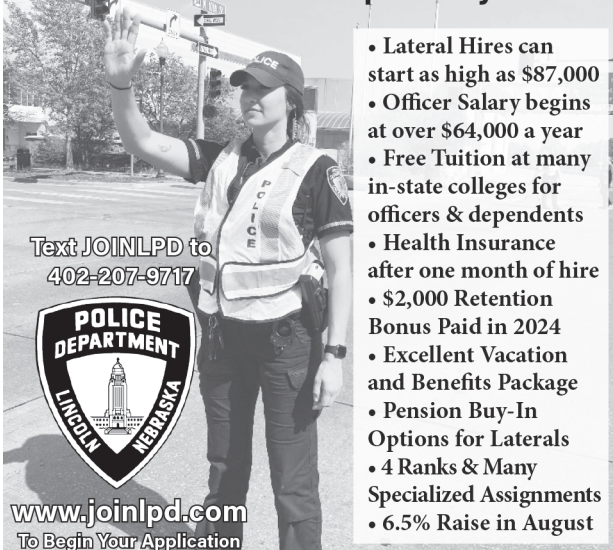 • Lateral Hires can
start as high as $87,000
• Officer Salary begins
at over $64,000 a year
• Free Tuition at many
in-state colleges for
officers & dependents
• Health Insurance
after one month of hire
• $2,000 Retention
Bonus Paid in 2024
• Excellent Vacation
and Benefits Package
• Pension Buy-In
Options for Laterals
• 4 Ranks & Many
Specialized Assignments
• 6.5% Raise in August
POLICE
POLICE
Text JOINLPD to
402-207-9717
POLICE
DEPARTMENT
LINCOLN
NEBRASKA
www.joinlpd.com
To Begin Your Application